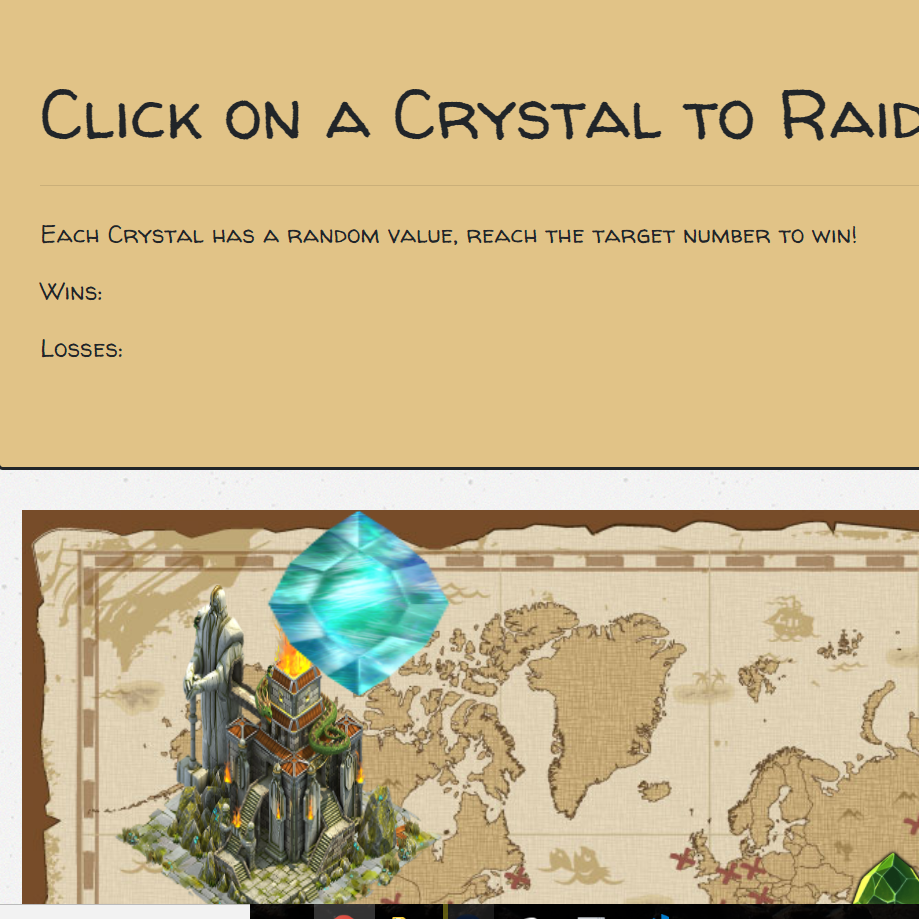 Click on a Crystal to Raid
Each Crystal has a random value, reach the target number to win!
Wins:
Losses: